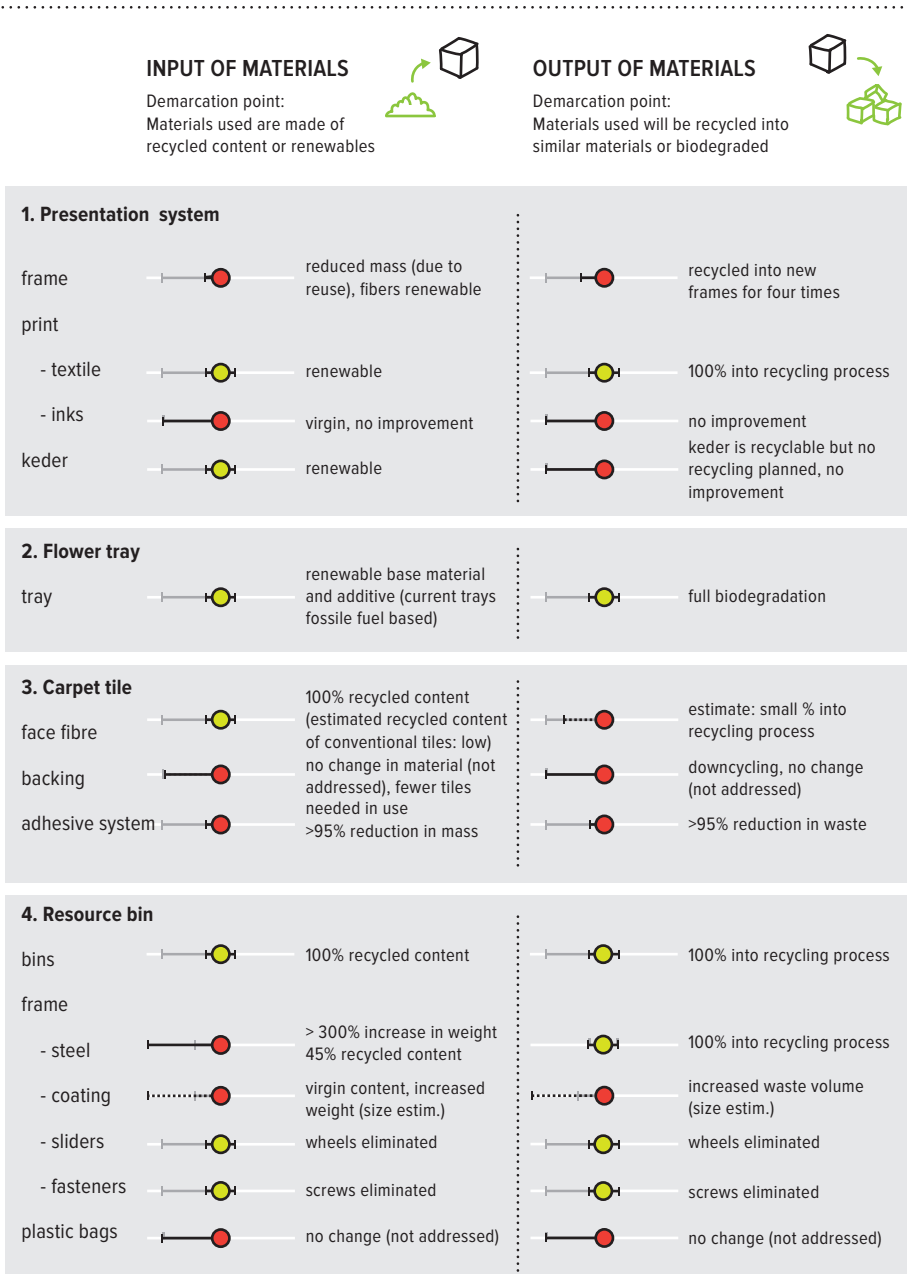 INPUT OF MATERIALS
Demarcation point:
Materials used are made of
recycled content or renewables
OUTPUT OF MATERIALS
Demarcation point:
Materials used will be recycled into
similar materials or biodegraded
1. Presentation system
frame
reduced mass (due to
reuse), fibers renewable
recycled into new
frames for four times
print
- textile
renewable
100% into recycling process
- inks
virgin, no improvement
no improvement
keder
renewable
keder is recyclable but no
recycling planned, no
improvement
2. Flower tray
tray
renewable base material
and additive (current trays
fossile fuel based)
full biodegradation
3. Carpet tile
face fibre
100% recycled content
(estimated recycled content
of conventional tiles: low)
estimate: small % into
recycling process
backing
no change in material (not
addressed), fewer tiles
needed in use
downcycling, no change
(not addressed)
adhesive system
>95% reduction in mass
>95% reduction in waste
4. Resource bin
bins
100% recycled content
100% into recycling process
frame
- steel
> 300% increase in weight
45% recycled content
100% into recycling process
- coating
virgin content, increased
weight (size estim.)
increased waste volume
(size estim.)
- sliders
wheels eliminated
wheels eliminated
- fasteners
screws eliminated
screws eliminated
plastic bags
no change (not addressed)
no change (not addressed)